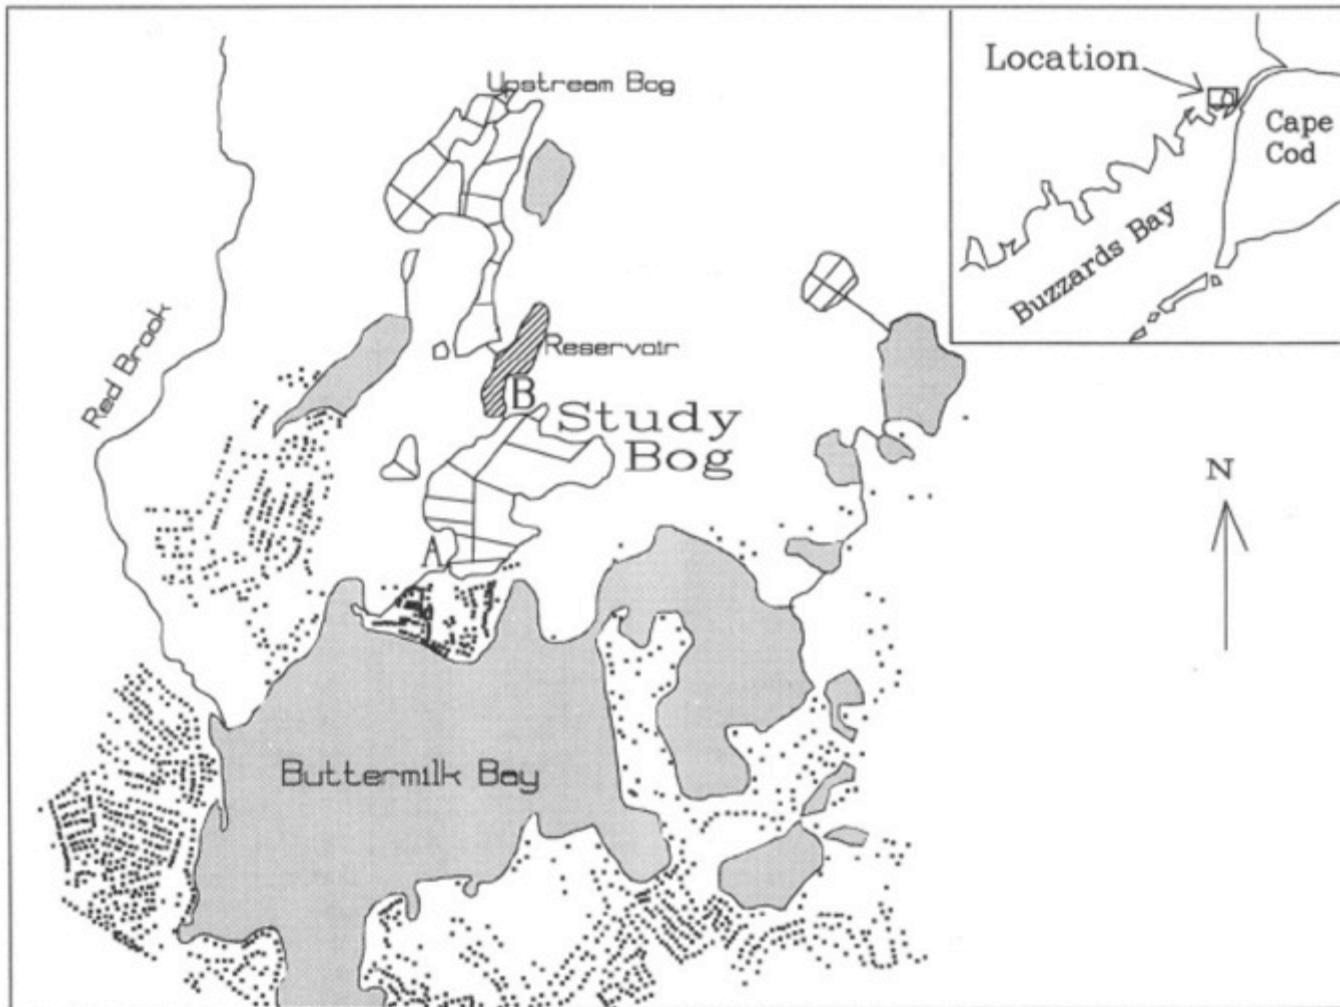 Upstream Bog
Location
Cape
Cod
Buzzards Bay
Red Brook
Reservoir
B
Study
Bog
N
A
Buttermilk Bay